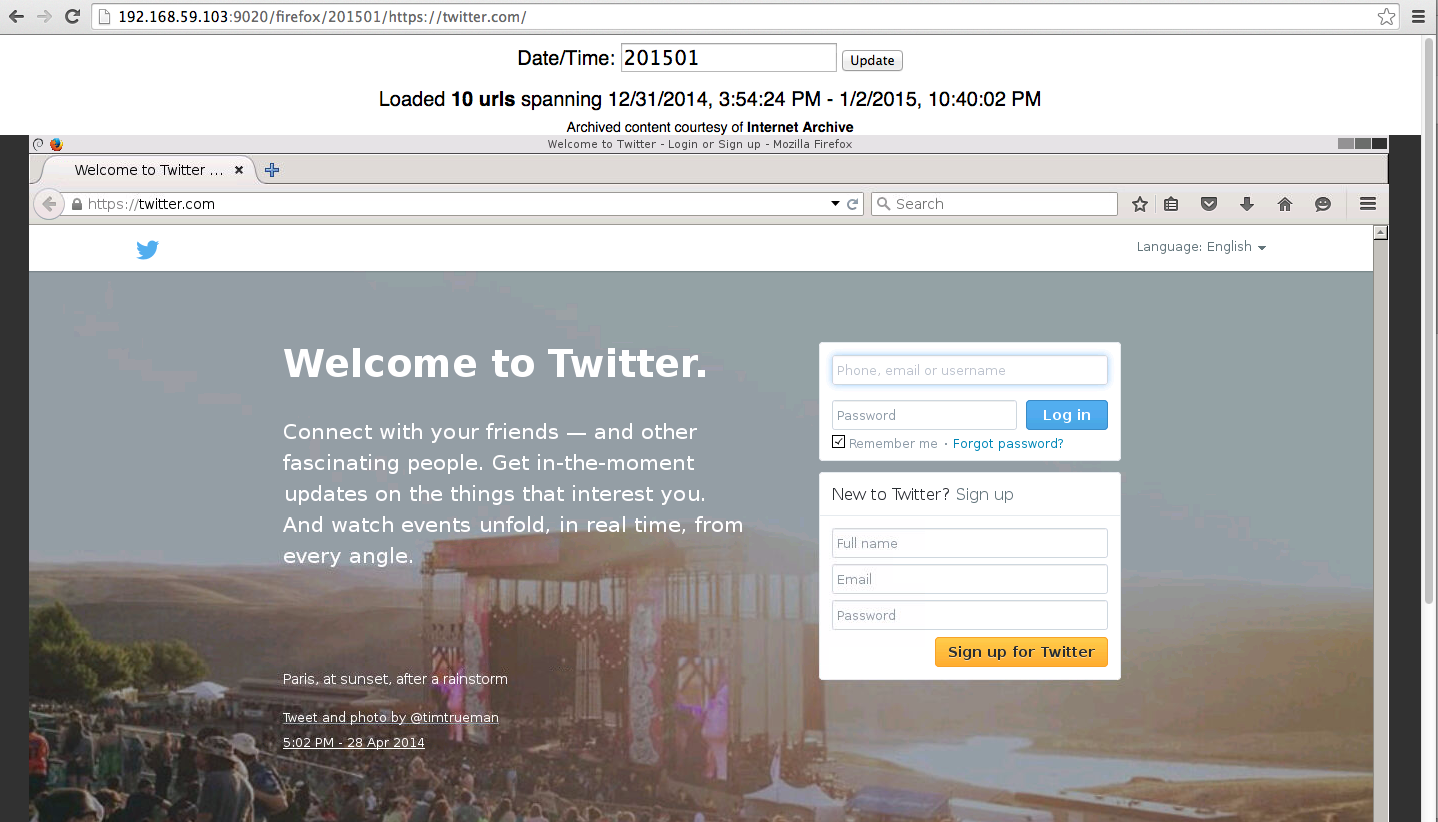 192.168.59.103:9020/firefox/201501/https://twitter.com/
Date/Time: 201501 Update
Loaded 10 urls spanning 12/31/2014, 3:54:24 PM - 1/2/2015, 10:40:02 PM
Archived content courtesy of Internet Archive
Welcome to Twitter - Login or Sign up - Mozilla Firefox
Welcome to Twitter ...
https://twitter.com
Search
Language: English
Welcome to Twitter.
Connect with your friends — and other
fascinating people. Get in-the-moment
updates on the things that interest you.
And watch events unfold, in real time, from
every angle.
Paris, at sunset, after a rainstorm
Tweet and photo by @timtrueman
5:02 PM - 28 Apr 2014
Phone, email or username
Password
Log in
Remember me · Forgot password?
New to Twitter? Sign up
Full name
Email
Password
Sign up for Twitter